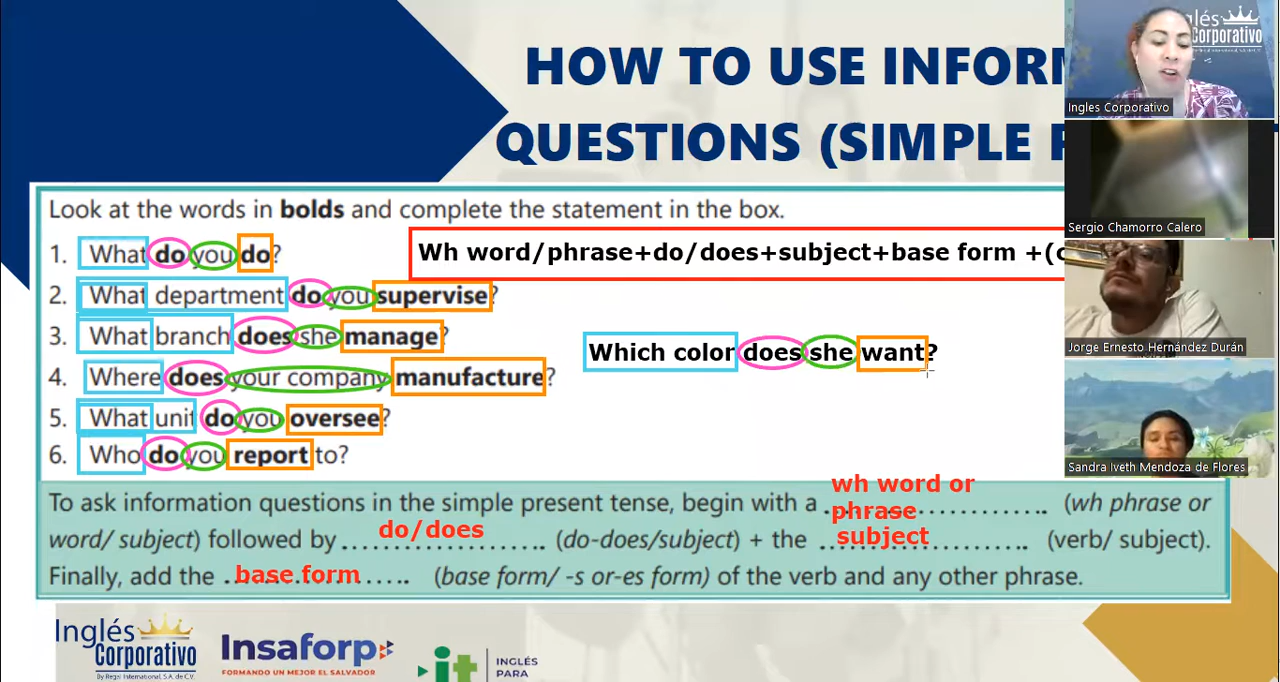 HOW TO USE INFORM
QUESTIONS (SIMPLE P
Look at the words in bolds and complete the statement in the box.
1. What do you do?
Wh word/phrase+do/does+subject+base form +(c
2. What department do you supervise?
3. What branch does she manage?
Which color does she want?
4. Where does your company manufacture?
5. What unit do you oversee?
6. Who do you report to?
To ask information questions in the simple present tense, begin with a wh word or phrase (wh phrase or
word/ subject) followed by do/does (do-does/subject) + the subject (verb/ subject).
Finally, add the base form (base form/ -s or-es form) of the verb and any other phrase.
Inglés
Corporativo
By Regal International, S.A. de C.V.
Insaforp
FORMANDO UN MEJOR EL SALVADOR
it
INGLÉS
PARA
glés
Corporativo
Ingles Corporativo
Sergio Chamorro Calero
Jorge Ernesto Hernández Durán
Sandra Iveth Mendoza de Flores